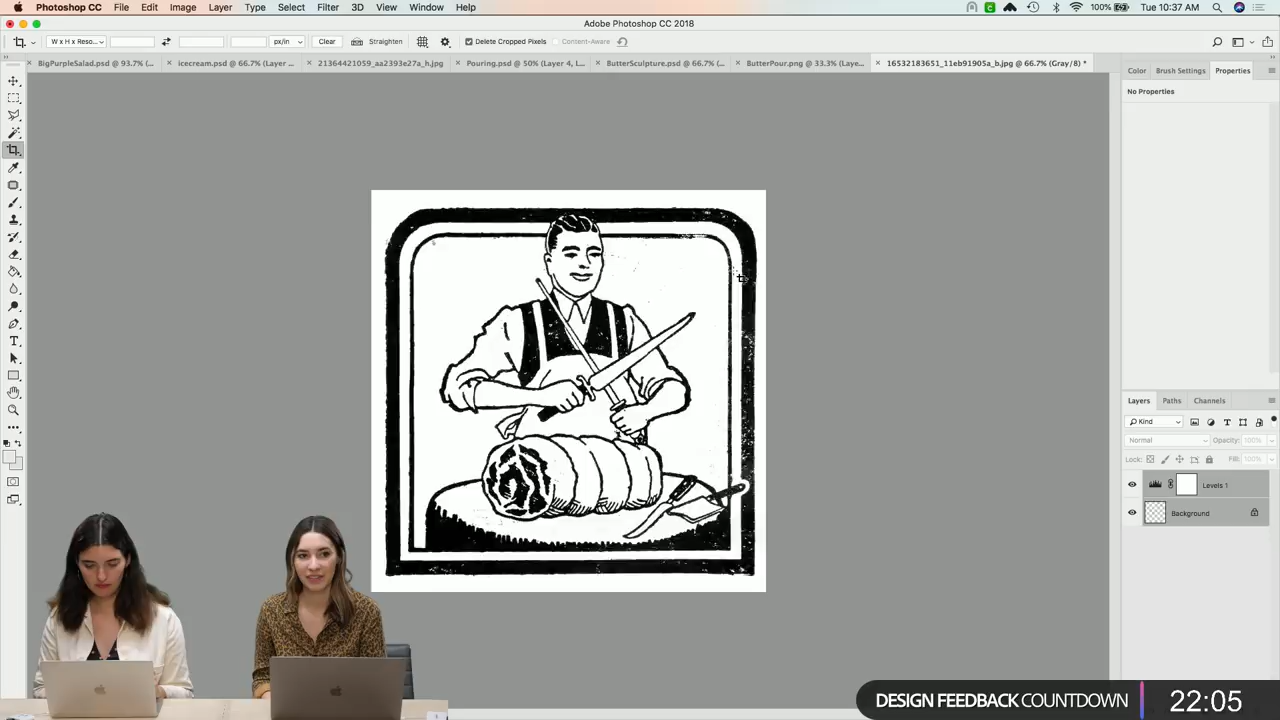 Photoshop CC File Edit Image Layer Type Select Filter 3D View Window Help 100% Tue 10:37 AM
Adobe Photoshop CC 2018
W x H x Reso... px/in Clear Straighten Delete Cropped Pixels Content-Aware
BigPurpleSalad.psd @ 93.7% (... icecream.psd @ 66.7% (Layer ... 21364421059_aa2393e27a_h.jpg Pouring.psd @ 50% (Layer 4, L... ButterSculpture.psd @ 66.7% (... ButterPour.png @ 33.3% (Laye... 16532183651_11eb91905a_b.jpg @ 66.7% (Gray/8) *
Color Brush Settings Properties
No Properties
Layers Paths Channels
Kind
Normal Opacity: 100%
Lock: Fill: 100%
Levels 1
Background
DESIGN FEEDBACK COUNTDOWN 22:05